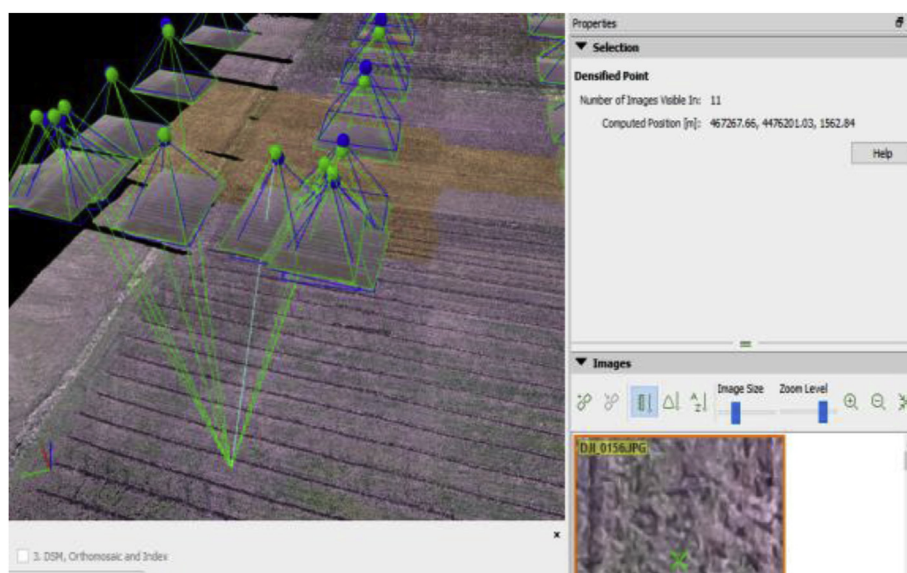 Properties
Selection
Densified Point
Number of Images Visible In: 11
Computed Position [m]: 467267.66, 4476201.03, 1562.84
Help
Images
Image Size Zoom Level
DJI_0156.JPG
3. DSM, Orthomosaic and Index